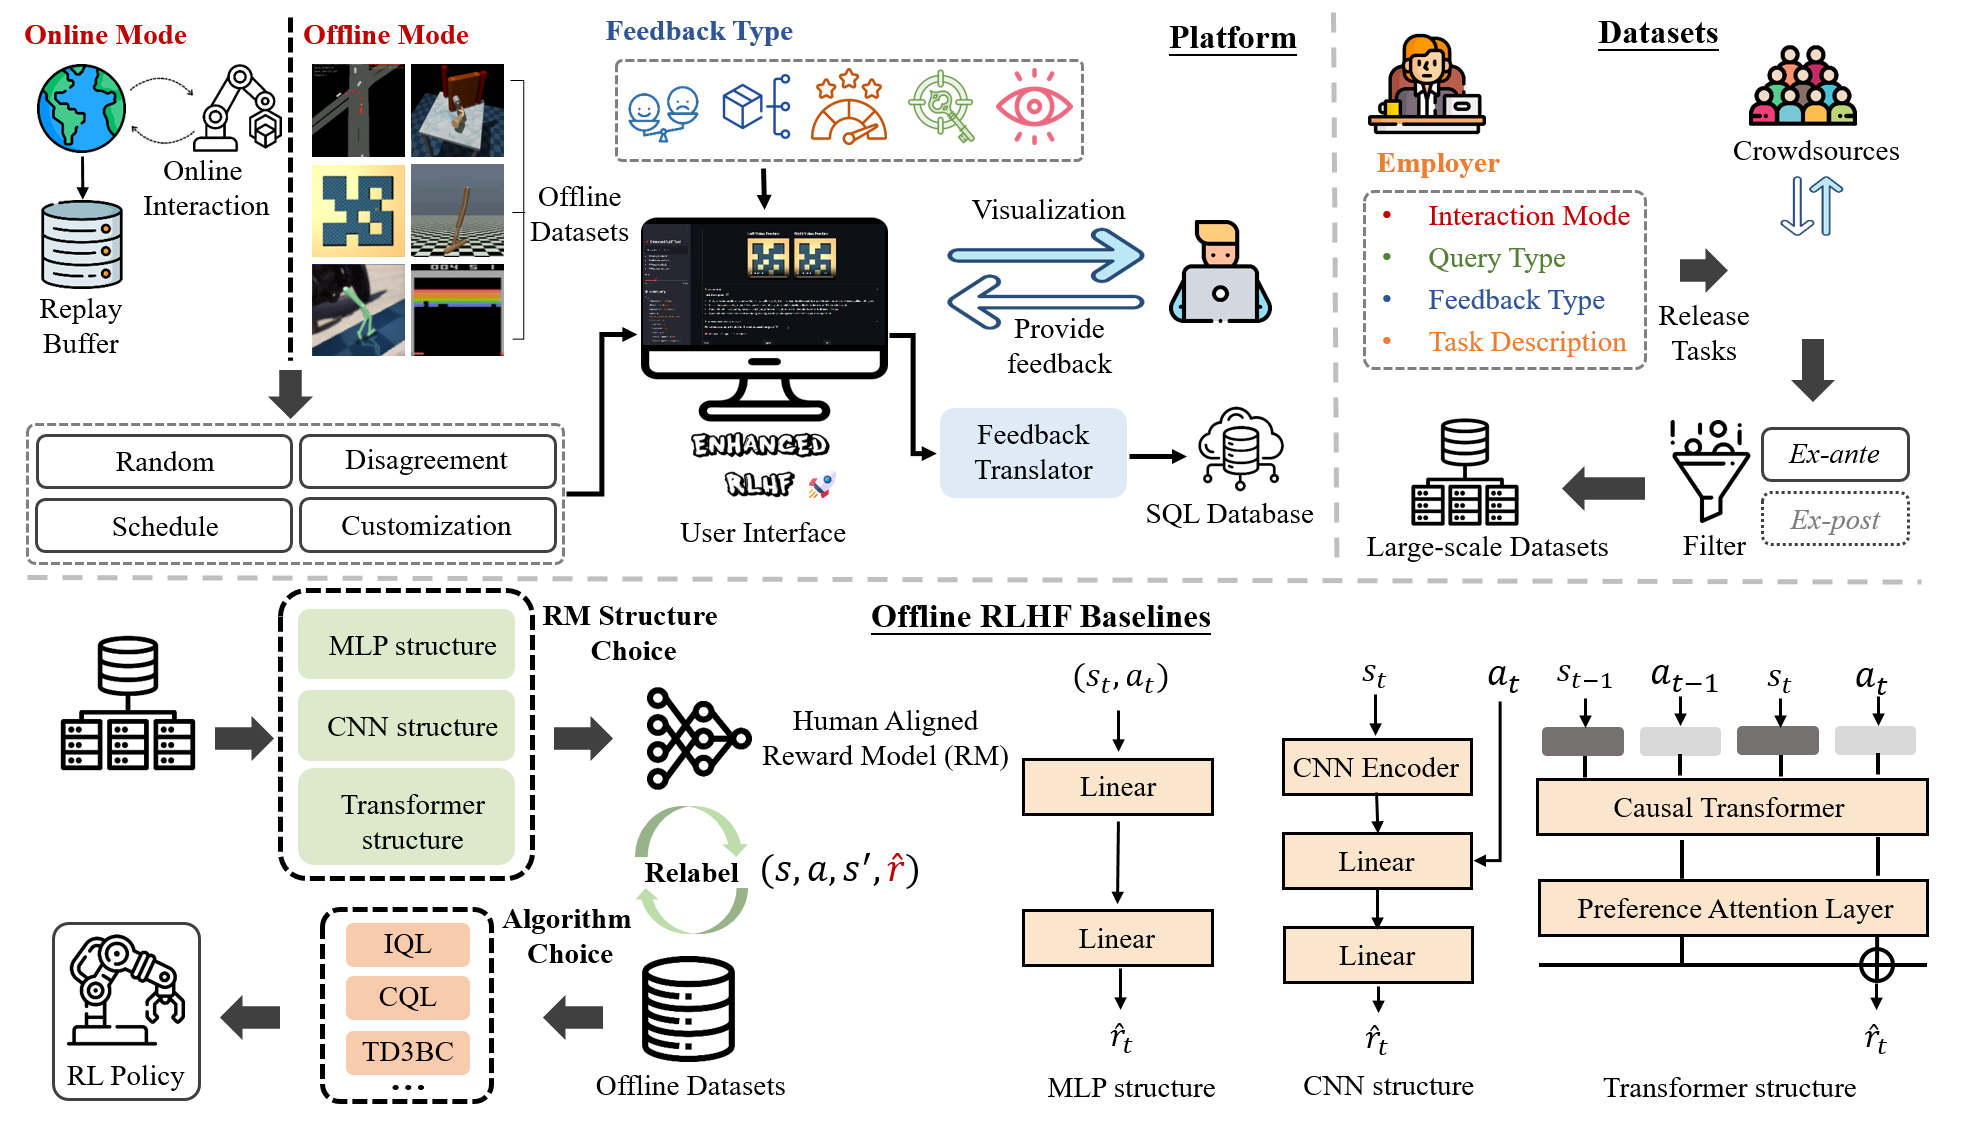 Online Mode
Offline Mode
Feedback Type
Platform
Datasets
Online
Interaction
Replay
Buffer
Offline
Datasets
004 5 1
Visualization
Provide
feedback
Employer
Crowdsources
• Interaction Mode
• Query Type
• Feedback Type
• Task Description
Release
Tasks
Random
Disagreement
Schedule
Customization
ENHANCED
RLHF
User Interface
Feedback
Translator
SQL Database
Large-scale Datasets
Filter
Ex-ante
Ex-post
Offline RLHF Baselines
MLP structure
CNN structure
Transformer
structure
RM Structure
Choice
Human Aligned
Reward Model (RM)
Relabel
(s, a, s′, r̂)
Algorithm
Choice
IQL
CQL
TD3BC
...
RL Policy
Offline Datasets
(s_t, a_t)
Linear
Linear
r̂_t
MLP structure
s_t
a_t
CNN Encoder
Linear
Linear
r̂_t
CNN structure
s_{t−1}
a_{t−1}
s_t
a_t
Causal Transformer
Preference Attention Layer
r̂_t
Transformer structure